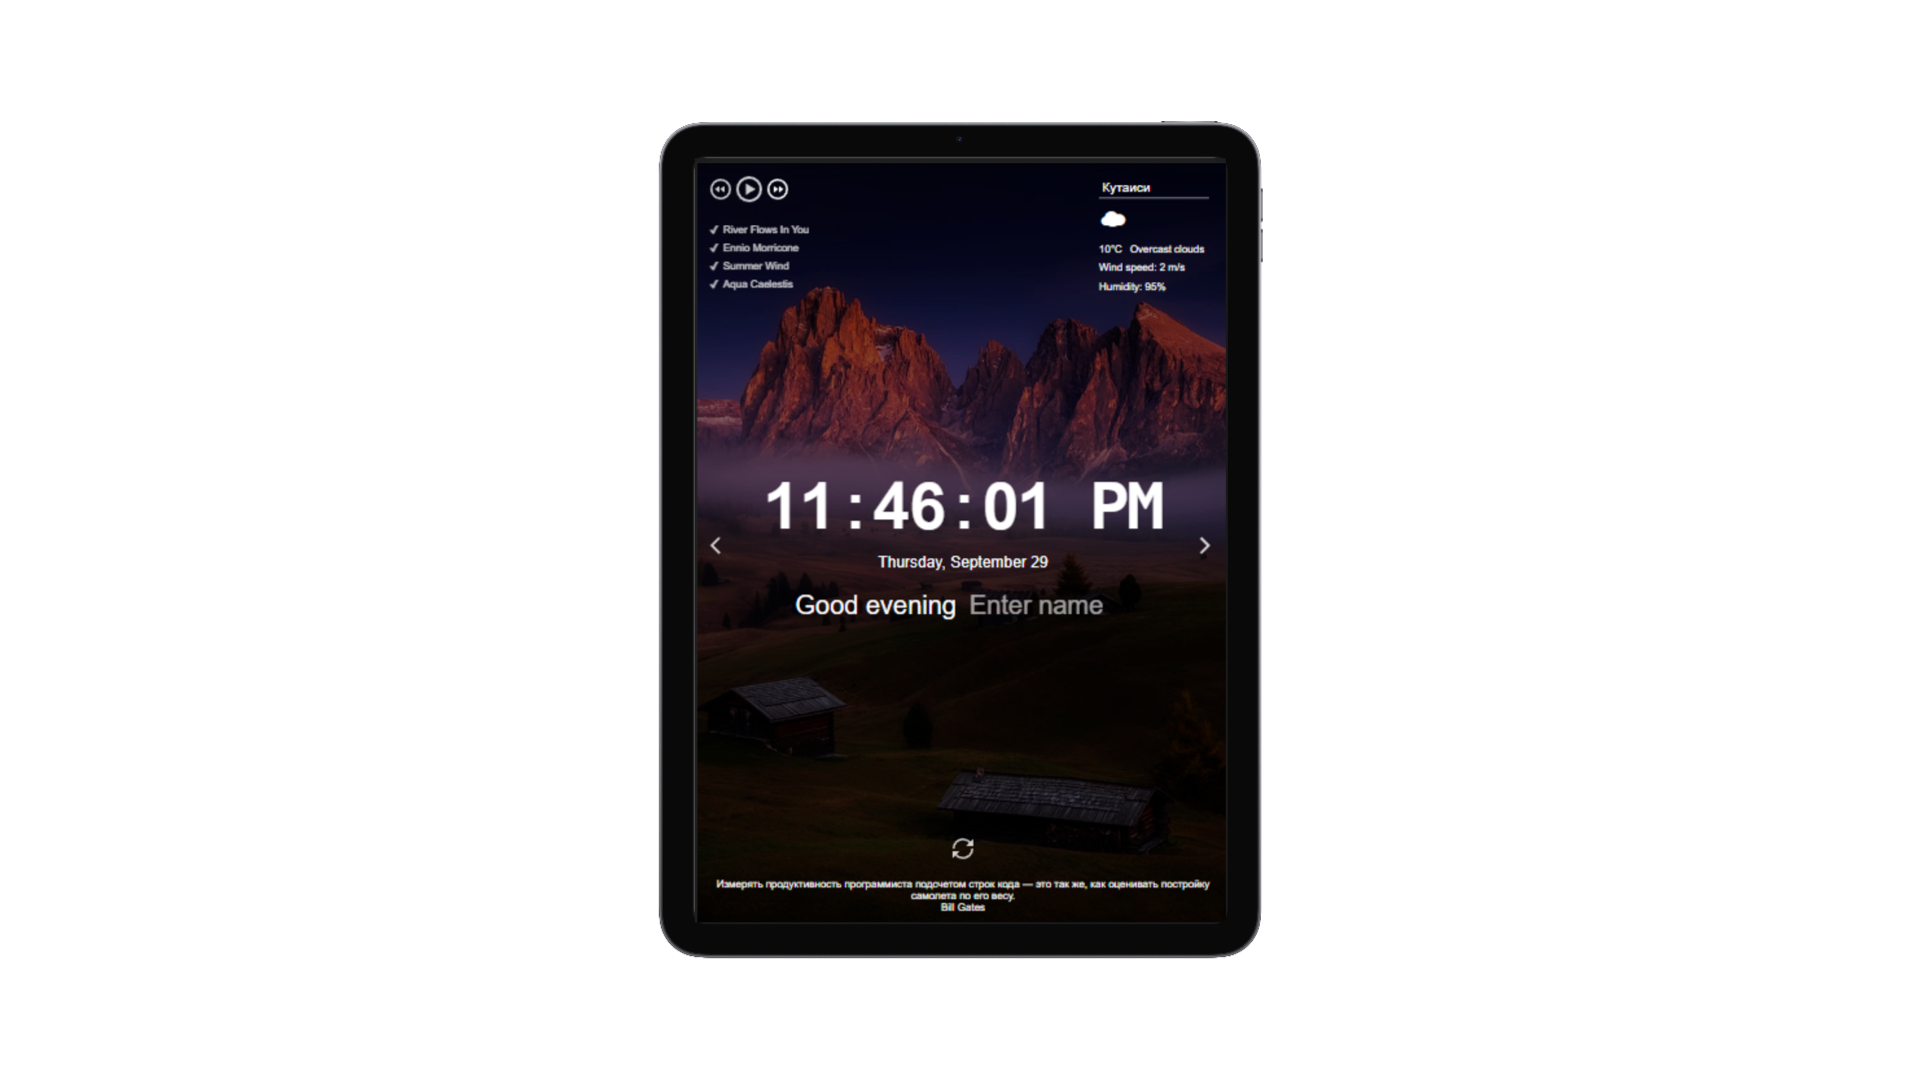 Кутаиси
River Flows In You
Ennio Morricone
Summer Wind
Aqua Caelestis
10°C Overcast clouds
Wind speed: 2 m/s
Humidity: 95%
11:46:01 PM
Thursday, September 29
Good evening Enter name
Измерять продуктивность программиста подсчетом строк кода — это так же, как оценивать постройку
самолета по его весу.
Bill Gates